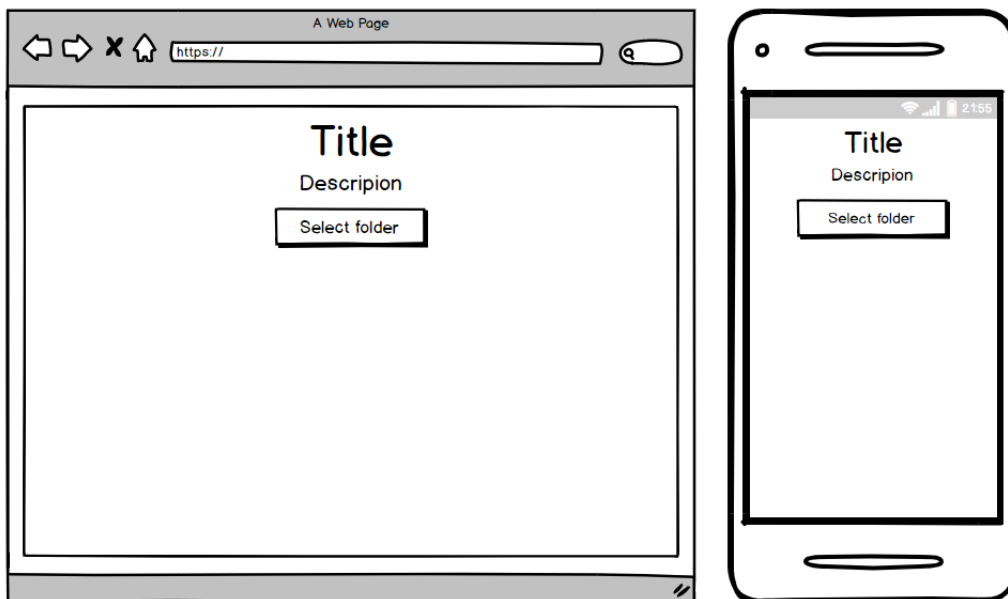 A Web Page
https://
Title
Descripion
Select folder
21:55
Title
Descripion
Select folder